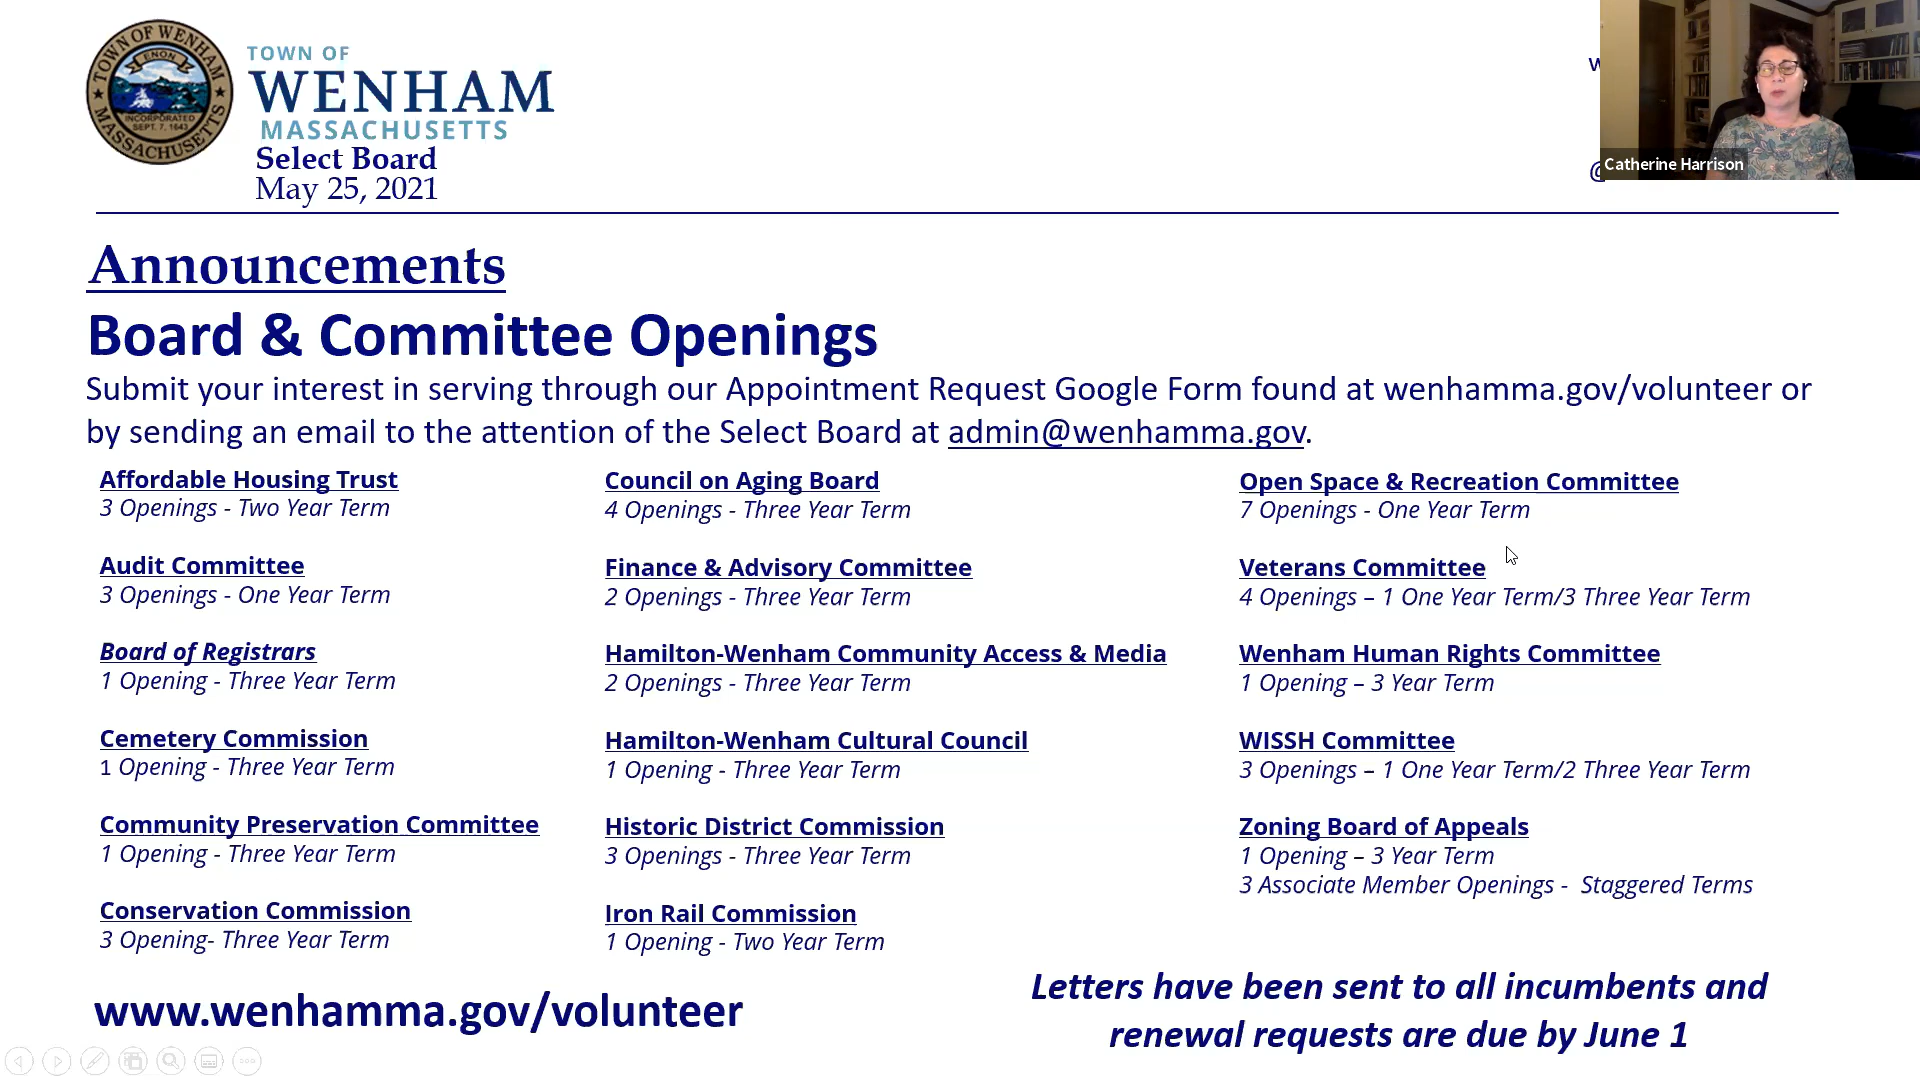 TOWN OF WENHAM
ENON
INCORPORATED
SEPT. 7, 1643
MASSACHUSETTS
TOWN OF
WENHAM
MASSACHUSETTS
Select Board
May 25, 2021
Catherine Harrison
Announcements
Board & Committee Openings
Submit your interest in serving through our Appointment Request Google Form found at wenhamma.gov/volunteer or
by sending an email to the attention of the Select Board at admin@wenhamma.gov.
Affordable Housing Trust
3 Openings - Two Year Term
Audit Committee
3 Openings - One Year Term
Board of Registrars
1 Opening - Three Year Term
Cemetery Commission
1 Opening - Three Year Term
Community Preservation Committee
1 Opening - Three Year Term
Conservation Commission
3 Opening- Three Year Term
Council on Aging Board
4 Openings - Three Year Term
Finance & Advisory Committee
2 Openings - Three Year Term
Hamilton-Wenham Community Access & Media
2 Openings - Three Year Term
Hamilton-Wenham Cultural Council
1 Opening - Three Year Term
Historic District Commission
3 Openings - Three Year Term
Iron Rail Commission
1 Opening - Two Year Term
Open Space & Recreation Committee
7 Openings - One Year Term
Veterans Committee
4 Openings – 1 One Year Term/3 Three Year Term
Wenham Human Rights Committee
1 Opening – 3 Year Term
WISSH Committee
3 Openings – 1 One Year Term/2 Three Year Term
Zoning Board of Appeals
1 Opening – 3 Year Term
3 Associate Member Openings -  Staggered Terms
www.wenhamma.gov/volunteer
Letters have been sent to all incumbents and
renewal requests are due by June 1